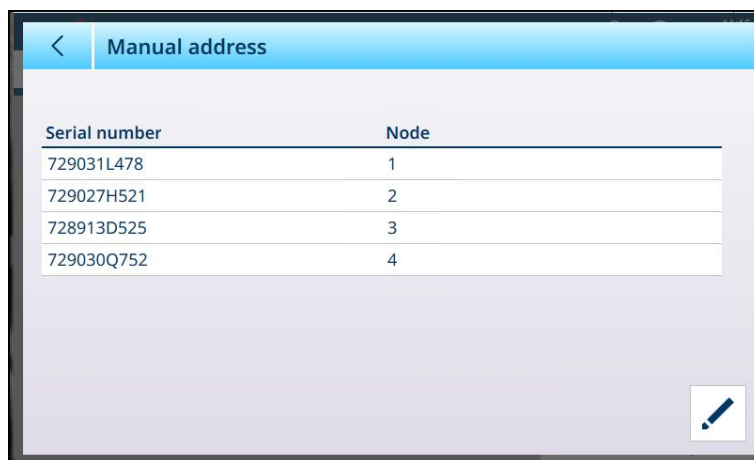 Manual address
Serial number Node
729031L478 1
729027H521 2
728913D525 3
729030Q752 4